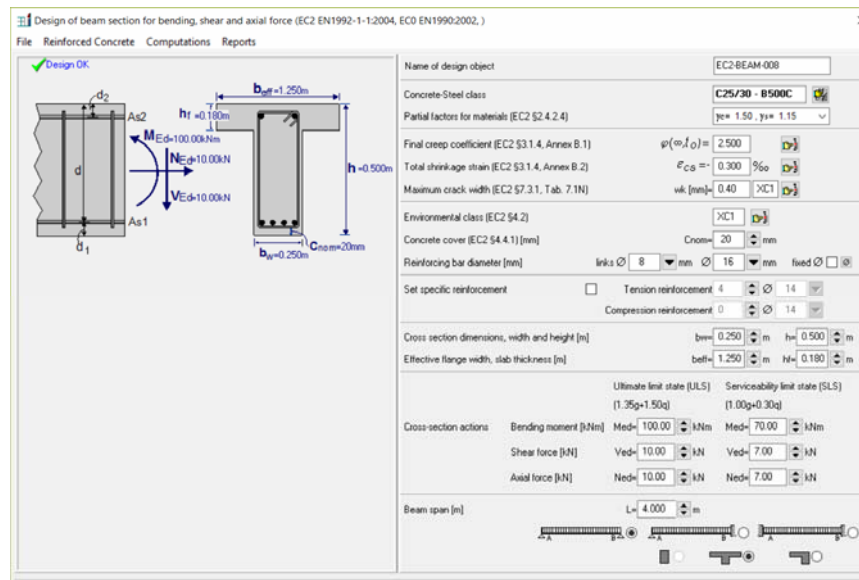 Design of beam section for bending, shear and axial force (EC2 EN1992-1-1:2004, EC0 EN1990:2002, )
File Reinforced Concrete Computations Reports
Design OK
d2
As2
MEd=100.00kNm
d
NEd=10.00kN
VEd=10.00kN
As1
d1
beff=1.250m
hf=0.180m
h=0.500m
Cnom=20mm
bw=0.250m
Name of design object EC2-BEAM-008
Concrete-Steel class C25/30 - B500C
Partial factors for materials (EC2 §2.4.2.4) γc= 1.50 , γs= 1.15
Final creep coefficient (EC2 §3.1.4, Annex B.1) φ(∞,to)= 2.500
Total shrinkage strain (EC2 §3.1.4, Annex B.2) εcs =- 0.300 ‰
Maximum crack width (EC2 §7.3.1, Tab. 7.1N) wk [mm]= 0.40 XC1
Environmental class (EC2 §4.2) XC1
Concrete cover (EC2 §4.4.1) [mm] Cnom= 20 mm
Reinforcing bar diameter [mm] links Ø 8 mm Ø 16 mm fixed Ø Ø
Set specific reinforcement Tension reinforcement 4 Ø 14
Compression reinforcement 0 Ø 14
Cross section dimensions, width and height [m] bw= 0.250 m h= 0.500 m
Effective flange width, slab thickness [m] beff= 1.250 m hf= 0.180 m
Ultimate limit state (ULS) Serviceability limit state (SLS)
(1.35g+1.50q) (1.00g+0.30q)
Cross-section actions Bending moment [kNm] Med= 100.00 kNm Med= 70.00 kNm
Shear force [kN] Ved= 10.00 kN Ved= 7.00 kN
Axial force [kN] Ned= 10.00 kN Ned= 7.00 kN
Beam span [m] L= 4.000 m
A B A B A B